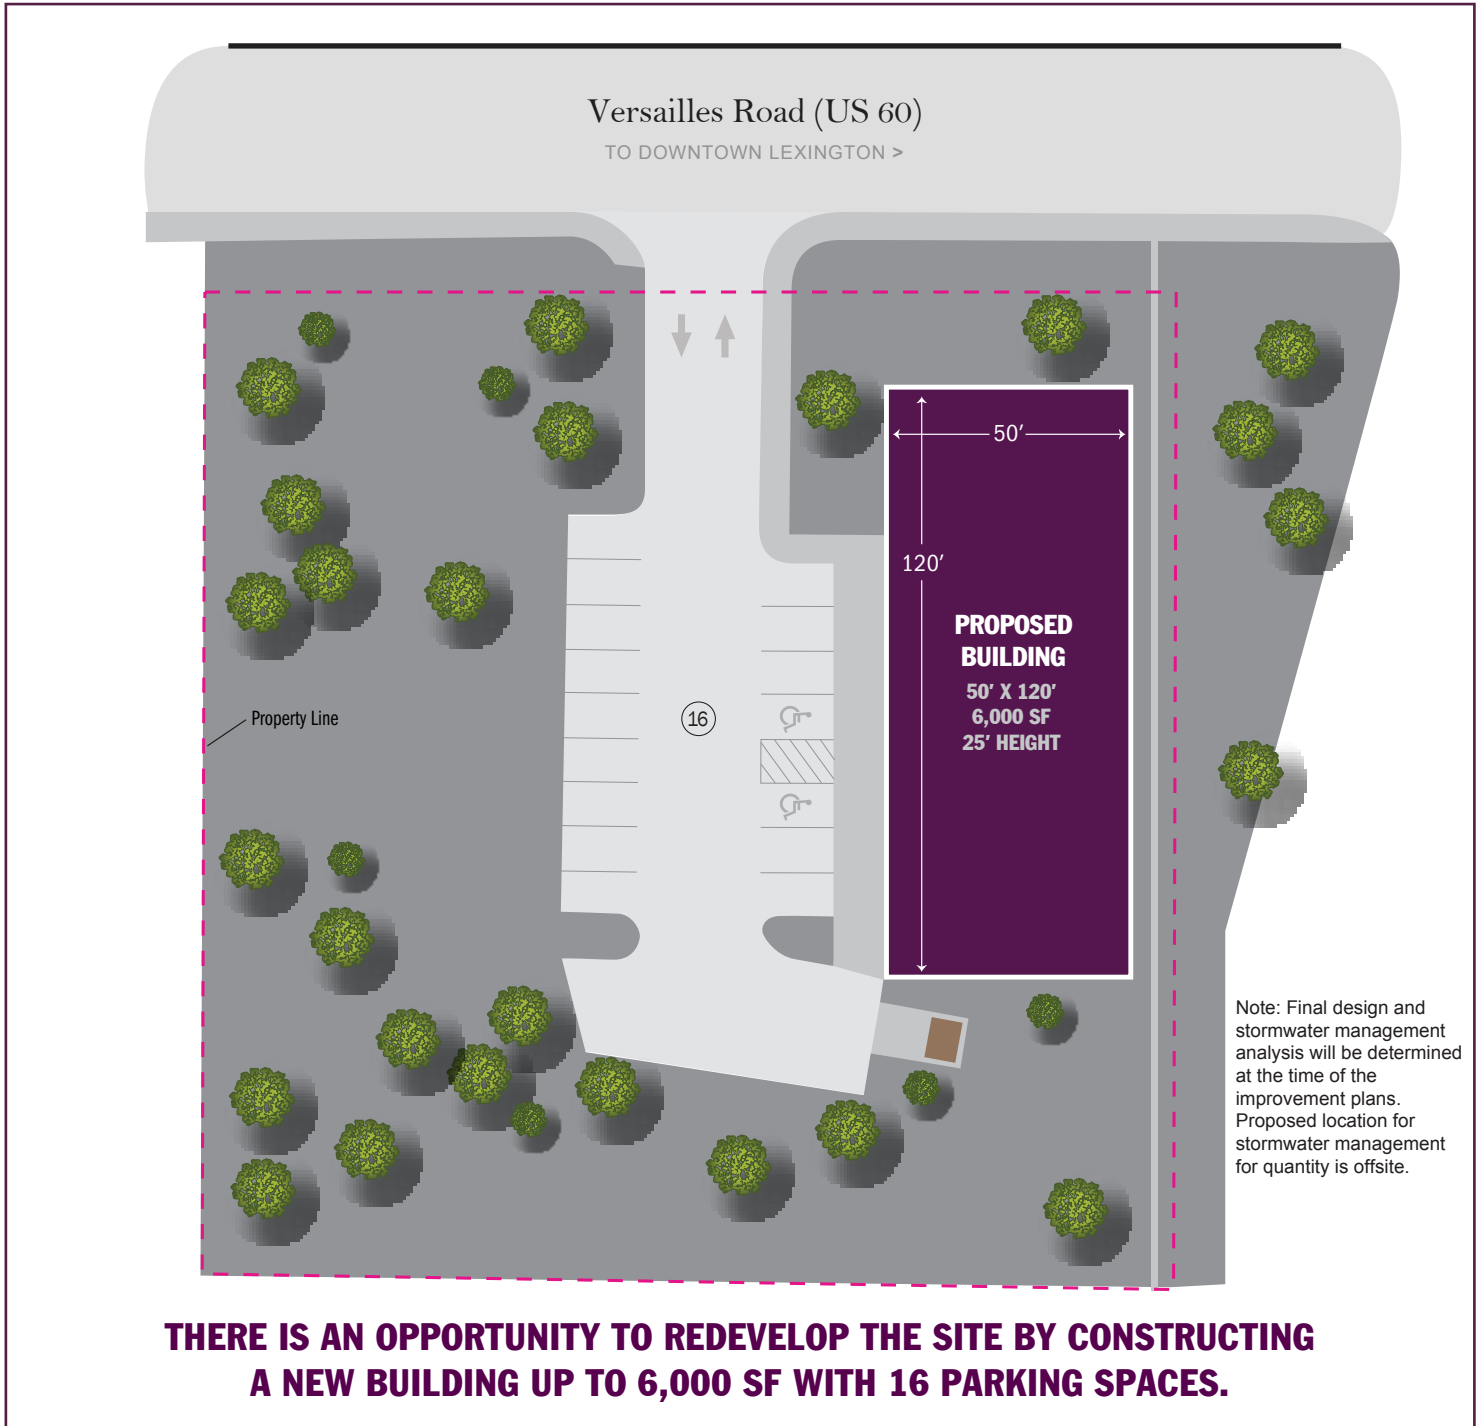 Versailles Road (US 60)
TO DOWNTOWN LEXINGTON >
50'
120'
PROPOSED
BUILDING
50' X 120'
6,000 SF
25' HEIGHT
16
Property Line
Note: Final design and
stormwater management
analysis will be determined
at the time of the
improvement plans.
Proposed location for
stormwater management
for quantity is offsite.
THERE IS AN OPPORTUNITY TO REDEVELOP THE SITE BY CONSTRUCTING
A NEW BUILDING UP TO 6,000 SF WITH 16 PARKING SPACES.